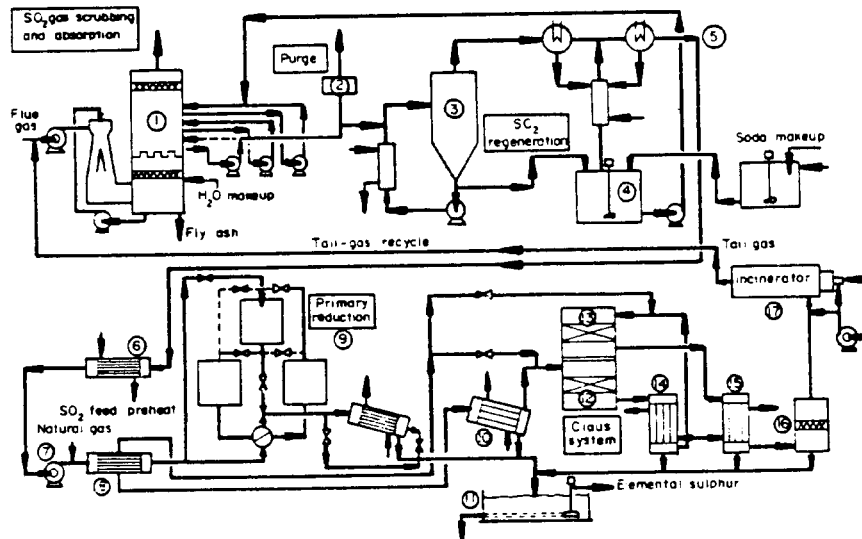 SO2 gas scrubbing
and absorption
Purge
2
5
Flue
gas
1
3
SC2
regeneration
Soda makeup
4
H2O makeup
Fly ash
Tail-gas recycle
Tail gas
incinerator
17
Primary
reduction
9
6
13
SO2 feed preheat
Natural gas
12
14
15
10
Claus
system
16
7
8
Elemental sulphur
11